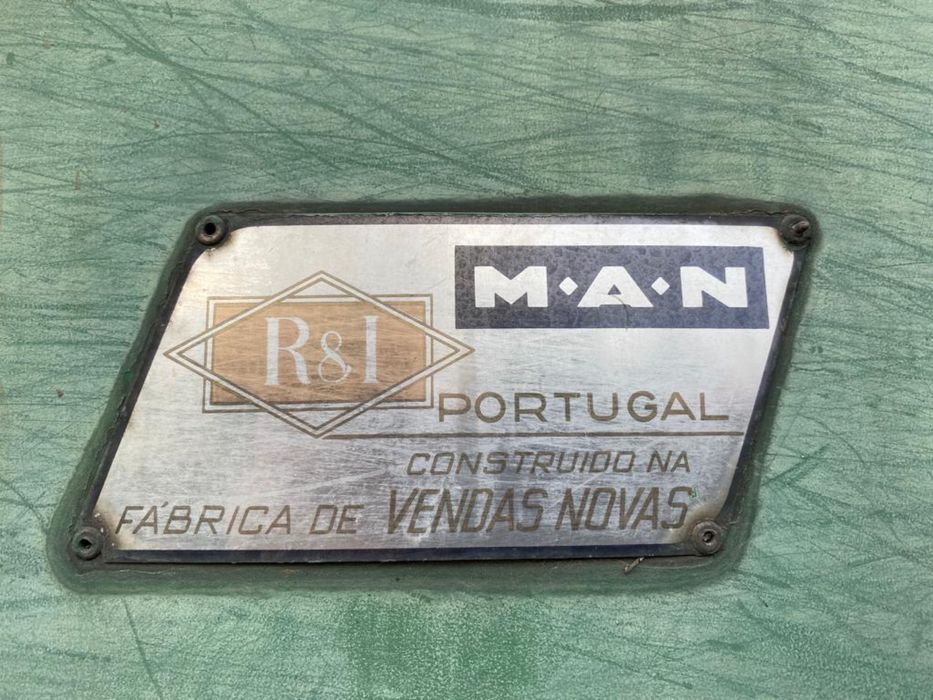 M·A·N
R&I
PORTUGAL
CONSTRUIDO NA
FÁBRICA DE VENDAS NOVAS